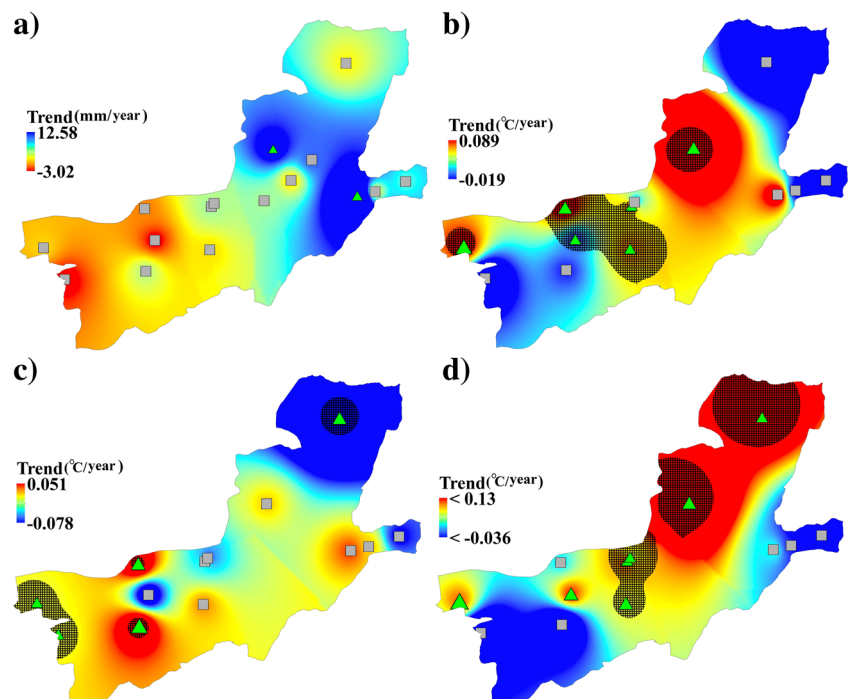 a)
Trend(mm/year)
12.58
-3.02
b)
Trend(℃/year)
0.089
-0.019
c)
Trend(℃/year)
0.051
-0.078
d)
Trend(℃/year)
< 0.13
< -0.036